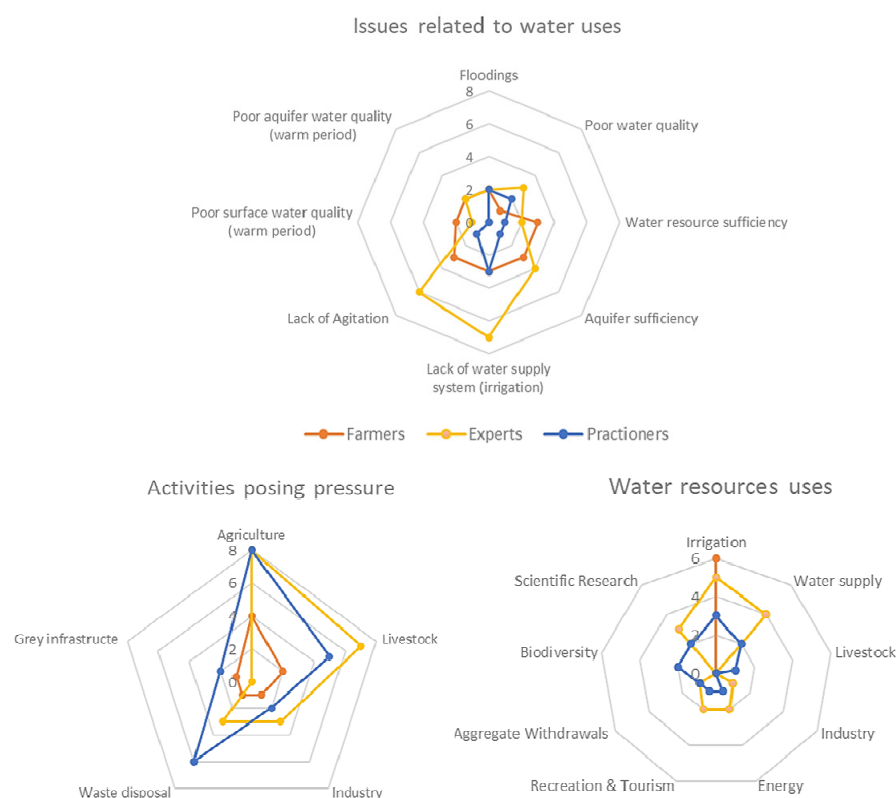 Issues related to water uses
Floodings
8
Poor aquifer water quality
(warm period)
6
Poor water quality
4
2
Poor surface water quality
(warm period)
0
Water resource sufficiency
Lack of Agitation
Aquifer sufficiency
Lack of water supply
system (irrigation)
Farmers Experts Practioners
Activities posing pressure
Agriculture
8
6
4
2
0
Grey infrastructe
Livestock
Waste disposal
Industry
Water resources uses
Irrigation
6
Scientific Research
Water supply
4
2
Biodiversity
Livestock
0
Aggregate Withdrawals
Industry
Recreation & Tourism
Energy